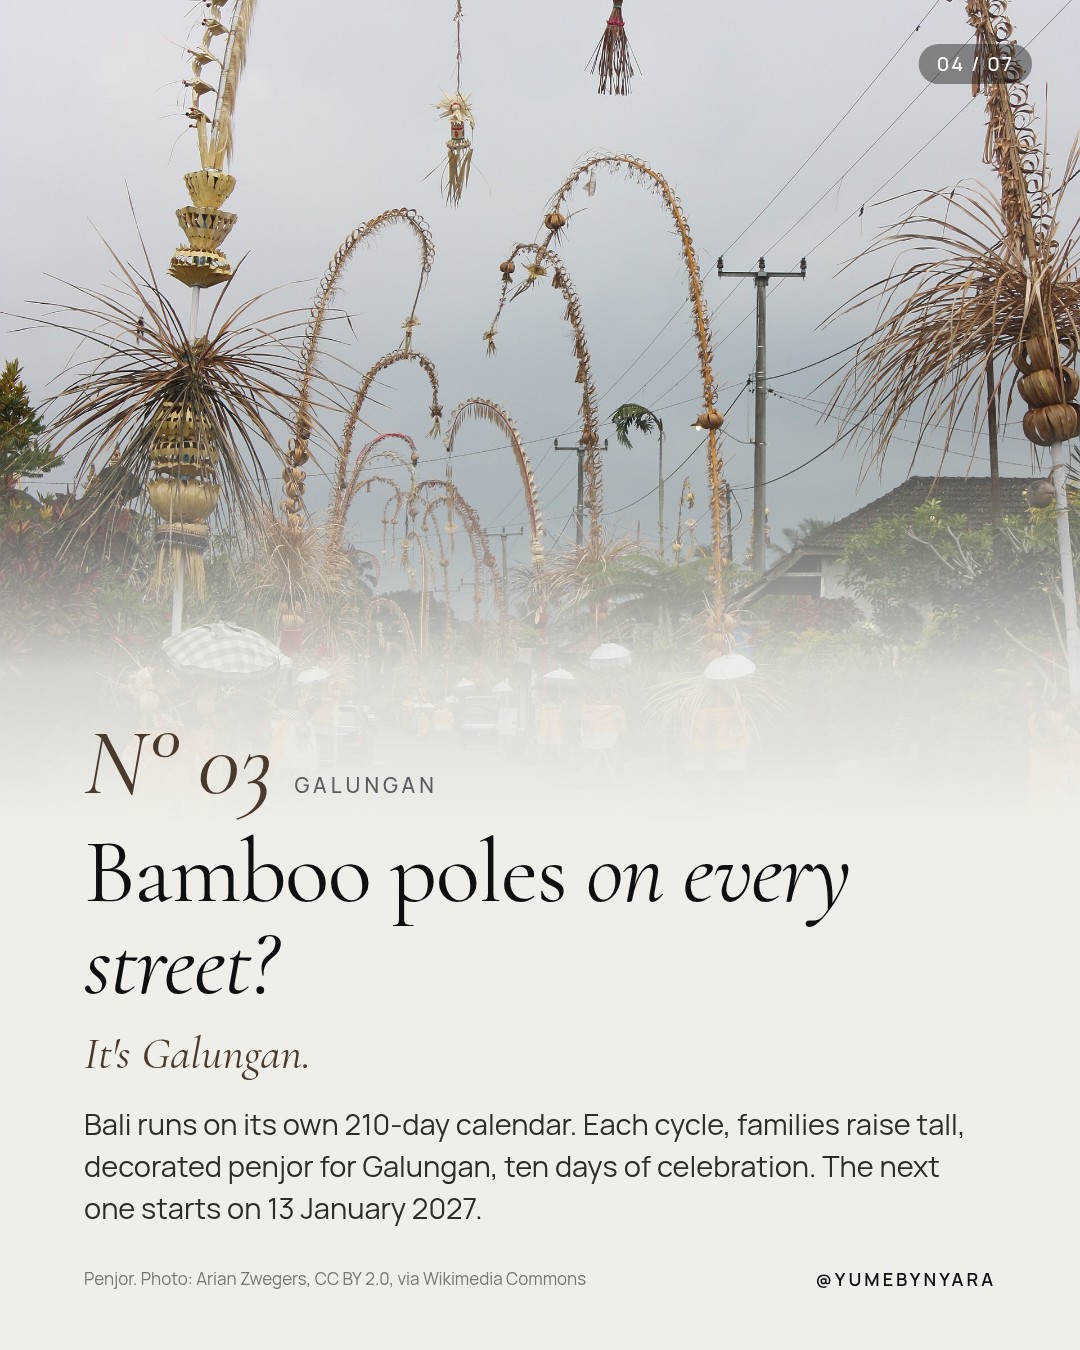 04 / 07
Nº 03 GALUNGAN
Bamboo poles on every
street?
It's Galungan.
Bali runs on its own 210-day calendar. Each cycle, families raise tall,
decorated penjor for Galungan, ten days of celebration. The next
one starts on 13 January 2027.
Penjor. Photo: Arian Zwegers, CC BY 2.0, via Wikimedia Commons
@YUMEBYNYARA